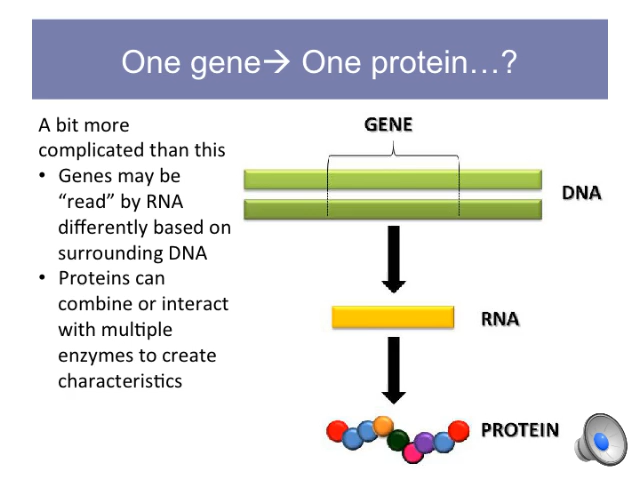 One gene→ One protein…?
A bit more
complicated than this
• Genes may be
“read” by RNA
differently based on
surrounding DNA
• Proteins can
combine or interact
with multiple
enzymes to create
characteristics
GENE
DNA
RNA
PROTEIN